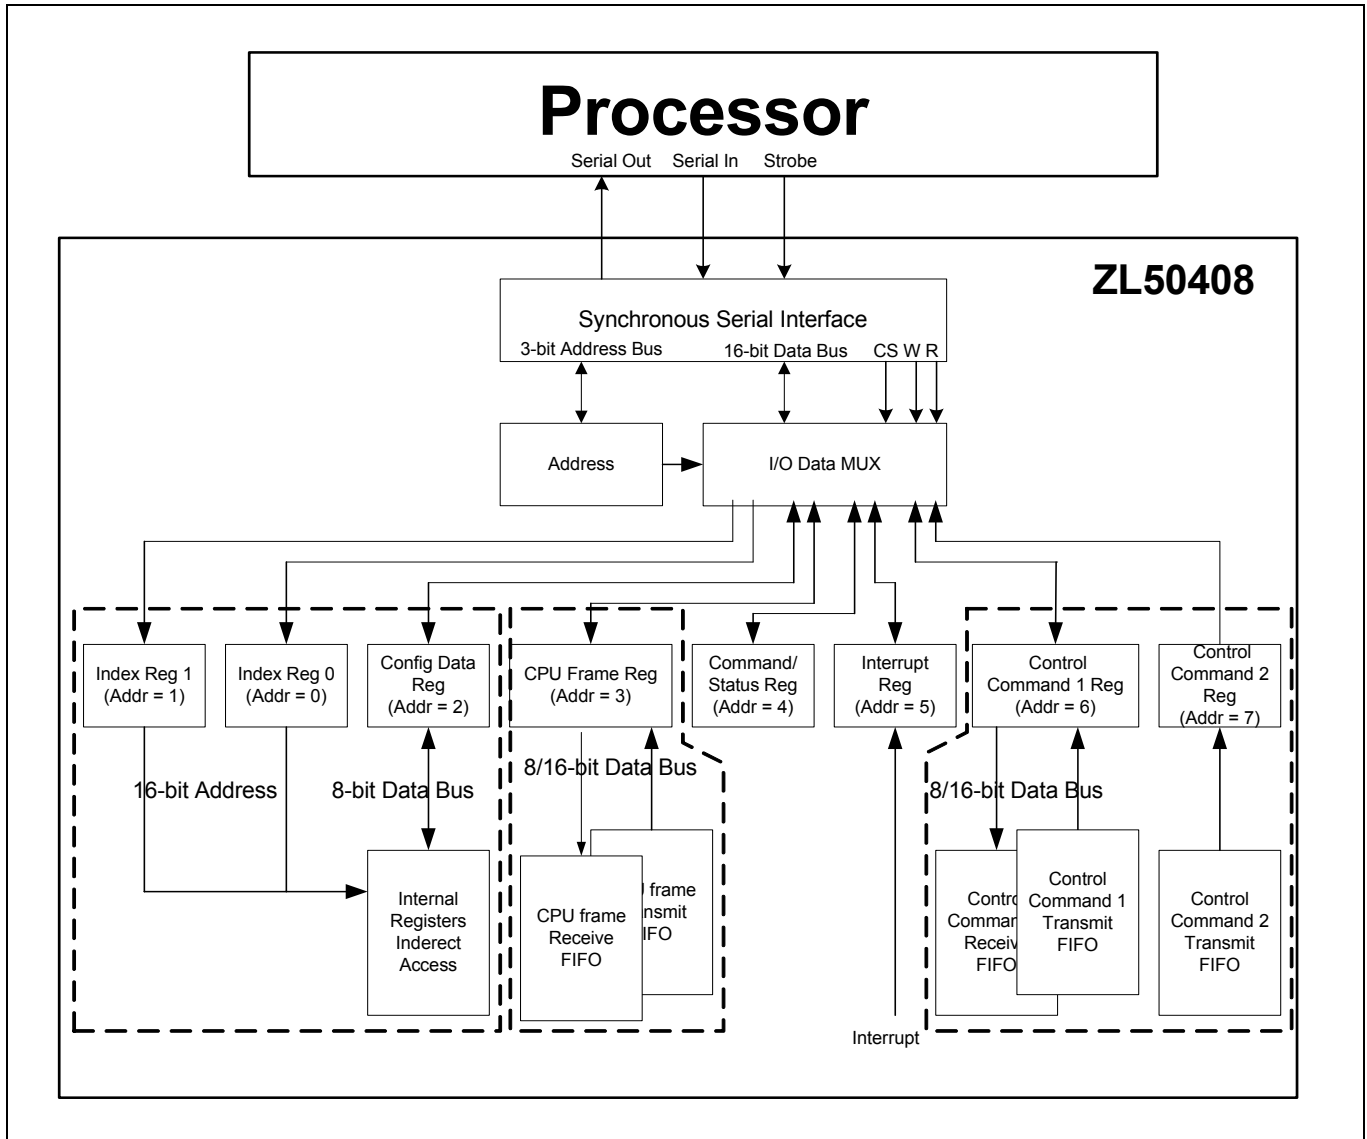 Processor
Serial Out
Serial In
Strobe
ZL50408
Synchronous Serial Interface
3-bit Address Bus
16-bit Data Bus
CS W R
Address
I/O Data MUX
Index Reg 1
(Addr = 1)
Index Reg 0
(Addr = 0)
Config Data
Reg
(Addr = 2)
CPU Frame Reg
(Addr = 3)
Command/
Status Reg
(Addr = 4)
Interrupt
Reg
(Addr = 5)
Control
Command 1 Reg
(Addr = 6)
Control
Command 2
Reg
(Addr = 7)
16-bit Address
8-bit Data Bus
8/16-bit Data Bus
8/16-bit Data Bus
Internal
Registers
Inderect
Access
CPU frame
Receive
FIFO
frame
Control
Command 1
Transmit
FIFO
Command
FIFO
Control
Command 2
Transmit
FIFO
Interrupt